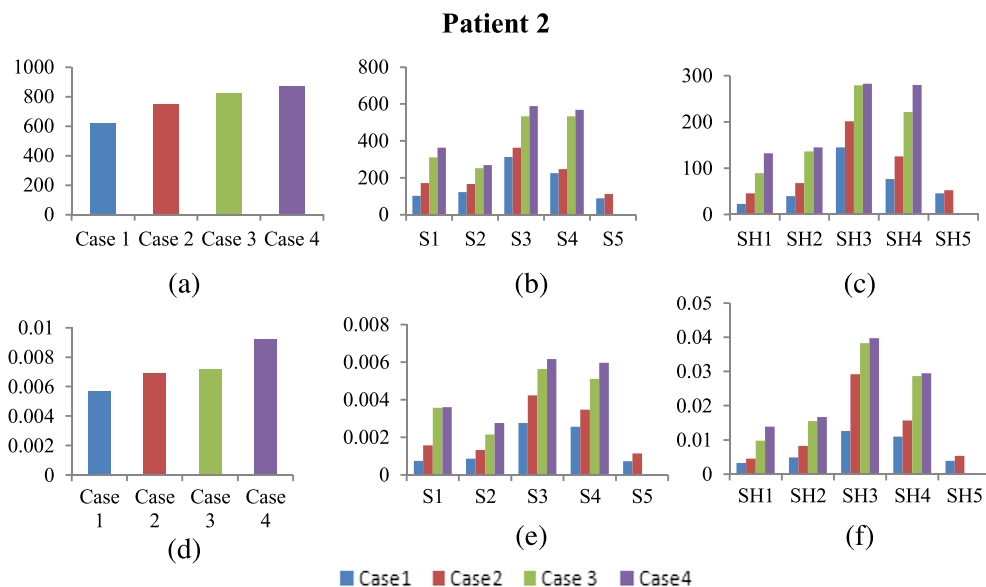 Patient 2
1000
800
600
400
200
0
Case 1 Case 2 Case 3 Case 4
(a)
800
600
400
200
0
S1 S2 S3 S4 S5
(b)
300
200
100
0
SH1 SH2 SH3 SH4 SH5
(c)
0.01
0.008
0.006
0.004
0.002
0
Case Case Case Case
1 2 3 4
(d)
0.008
0.006
0.004
0.002
0
S1 S2 S3 S4 S5
(e)
0.05
0.04
0.03
0.02
0.01
0
SH1 SH2 SH3 SH4 SH5
(f)
Case1 Case2 Case 3 Case4